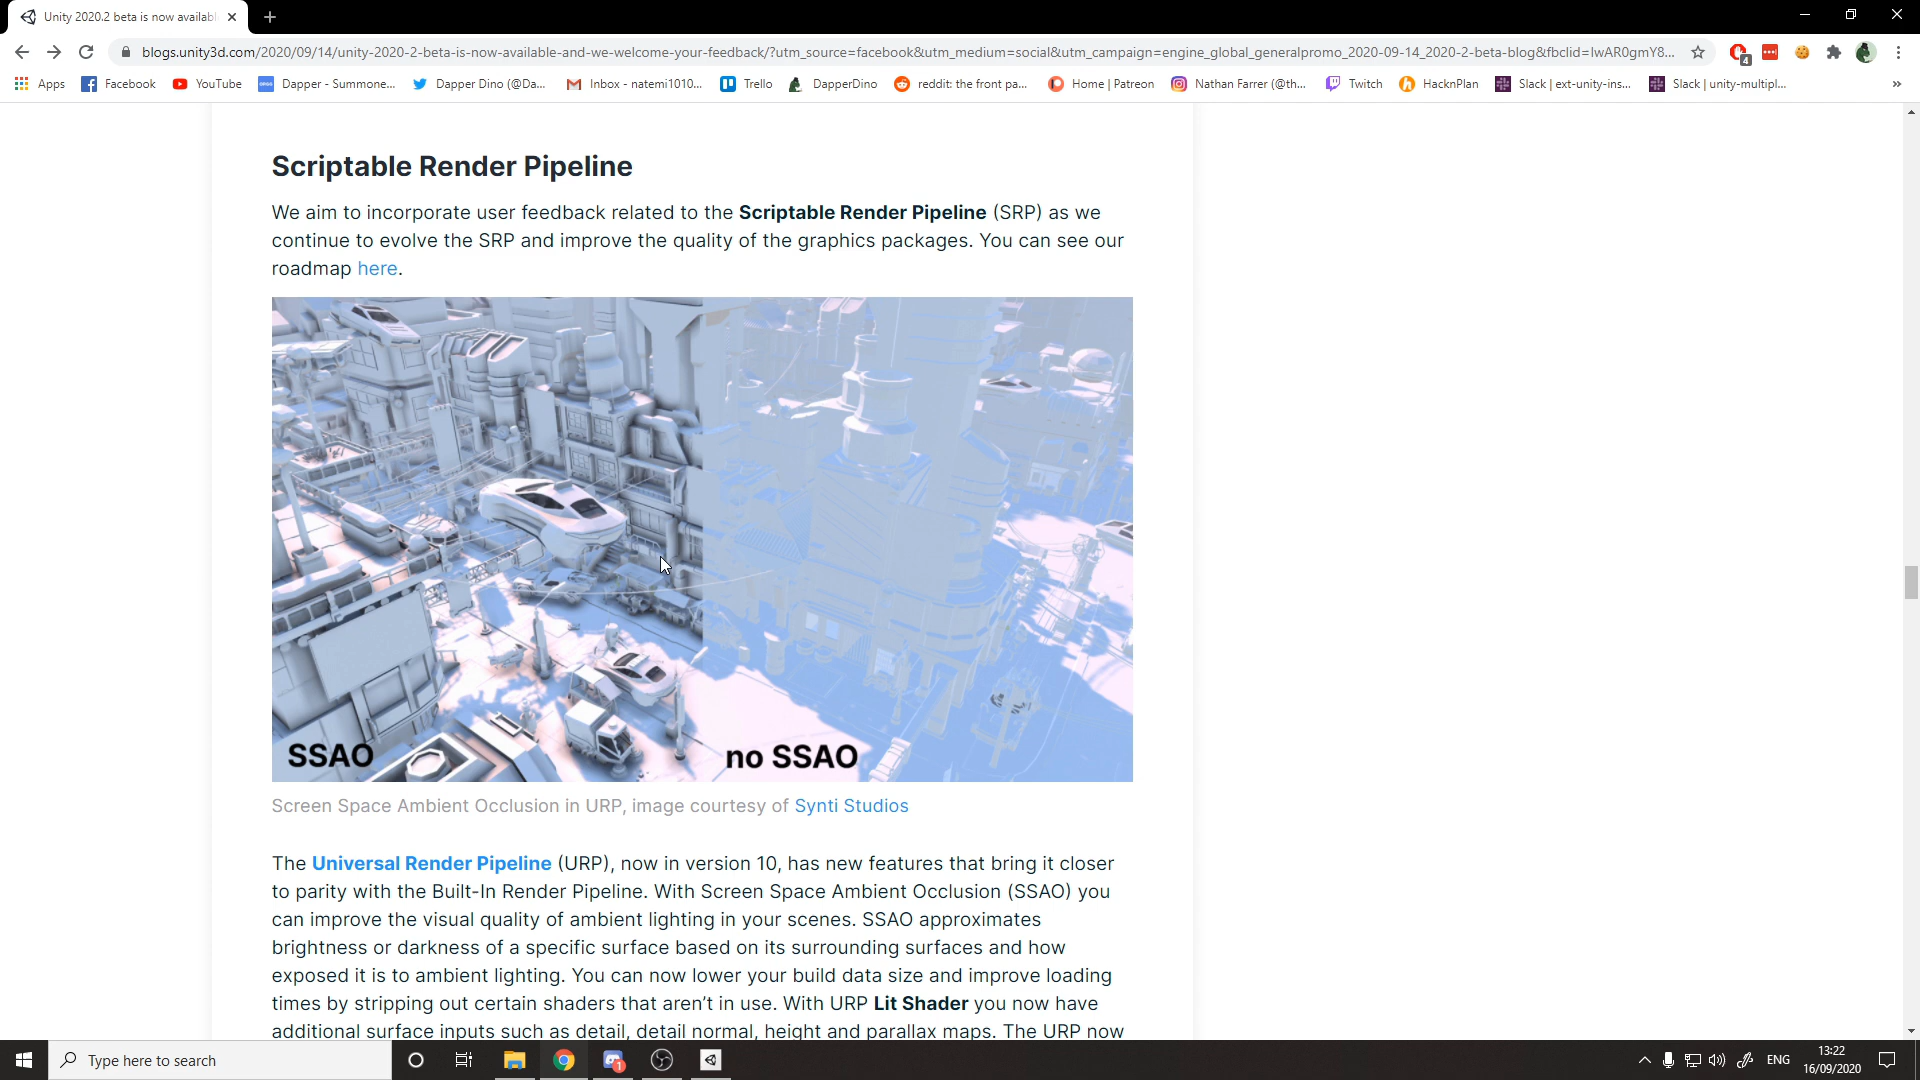 Unity 2020.2 beta is now availabl
blogs.unity3d.com/2020/09/14/unity-2020-2-beta-is-now-available-and-we-welcome-your-feedback/?utm_source=facebook&utm_medium=social&utm_campaign=engine_global_generalpromo_2020-09-14_2020-2-beta-blog&fbclid=IwAR0gmY8...
4
Apps Facebook YouTube Dapper - Summone... Dapper Dino (@Da... Inbox - natemi1010... Trello DapperDino reddit: the front pa... Home | Patreon Nathan Farrer (@th... Twitch HacknPlan Slack | ext-unity-ins... Slack | unity-multipl... »
Scriptable Render Pipeline
We aim to incorporate user feedback related to the Scriptable Render Pipeline (SRP) as we
continue to evolve the SRP and improve the quality of the graphics packages. You can see our
roadmap here.
SSAO no SSAO
Screen Space Ambient Occlusion in URP, image courtesy of Synti Studios
The Universal Render Pipeline (URP), now in version 10, has new features that bring it closer
to parity with the Built-In Render Pipeline. With Screen Space Ambient Occlusion (SSAO) you
can improve the visual quality of ambient lighting in your scenes. SSAO approximates
brightness or darkness of a specific surface based on its surrounding surfaces and how
exposed it is to ambient lighting. You can now lower your build data size and improve loading
times by stripping out certain shaders that aren't in use. With URP Lit Shader you now have
additional surface inputs such as detail, detail normal, height and parallax maps. The URP now
Type here to search
1
ENG
13:22
16/09/2020